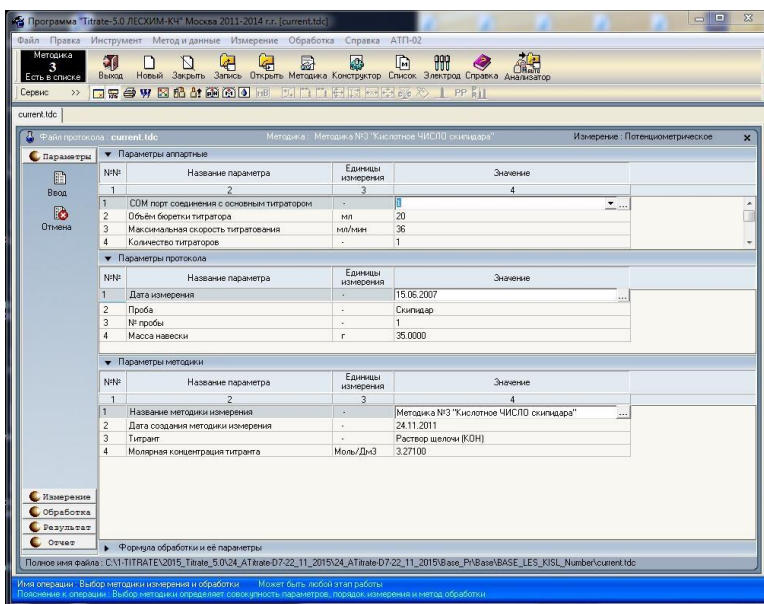 Программа "Titrate-5.0 ЛЕСХИМ-КЧ" Москва 2011-2014 г.г. [current.tdc]
Файл Правка Инструмент Метод и данные Измерение Обработка Справка АТП-02
Методика
3
Есть в списке
Выход Новый Закрыть Запись Открыть Методика Конструктор Список Электрод Справка Анализатор
Сервис >>
PP
current.tdc
Файл протокола : current.tdc Методика : Методика №3 "Кислотное ЧИСЛО скипидара" Измерение : Потенциометрическое
Параметры
Ввод
Отмена
Параметры аппартные
№№ Название параметра Единицы измерения Значение
1 2 3 4
1 COM порт соединения с основным титратором - 1
2 Объём бюретки титратора мл 20
3 Максимальная скорость титратования мл/мин 36
4 Количество титраторов - 1
Параметры протокола
№№ Название параметра Единицы измерения Значение
1 Дата измерения - 15.06.2007
2 Проба - Скипидар
3 № пробы - 1
4 Масса навески г 35.0000
Параметры методики
№№ Название параметра Единицы измерения Значение
1 2 3 4
1 Название методики измерения - Методика №3 "Кислотное ЧИСЛО скипидара"
2 Дата создания методики измерения - 24.11.2011
3 Титрант - Раствор щелочи (KOH)
4 Молярная концентрация титранта Моль/Дм3 3.27100
Измерение
Обработка
Результат
Отчет
Формула обработки и её параметры
Полное имя файла : C:\1-TITRATE\2015_Titrate_5.0\24_ATitrate-D7-22_11_2015\24_ATitrate-D7-22_11_2015\Base_Pr\Base\BASE_LES_KISL_Number\current.tdc
Имя операции : Выбор методики измерения и обработки Может быть любой этап работы
Пояснение к операции : Выбор методики определяет совокупность параметров, порядок измерения и метод обработки